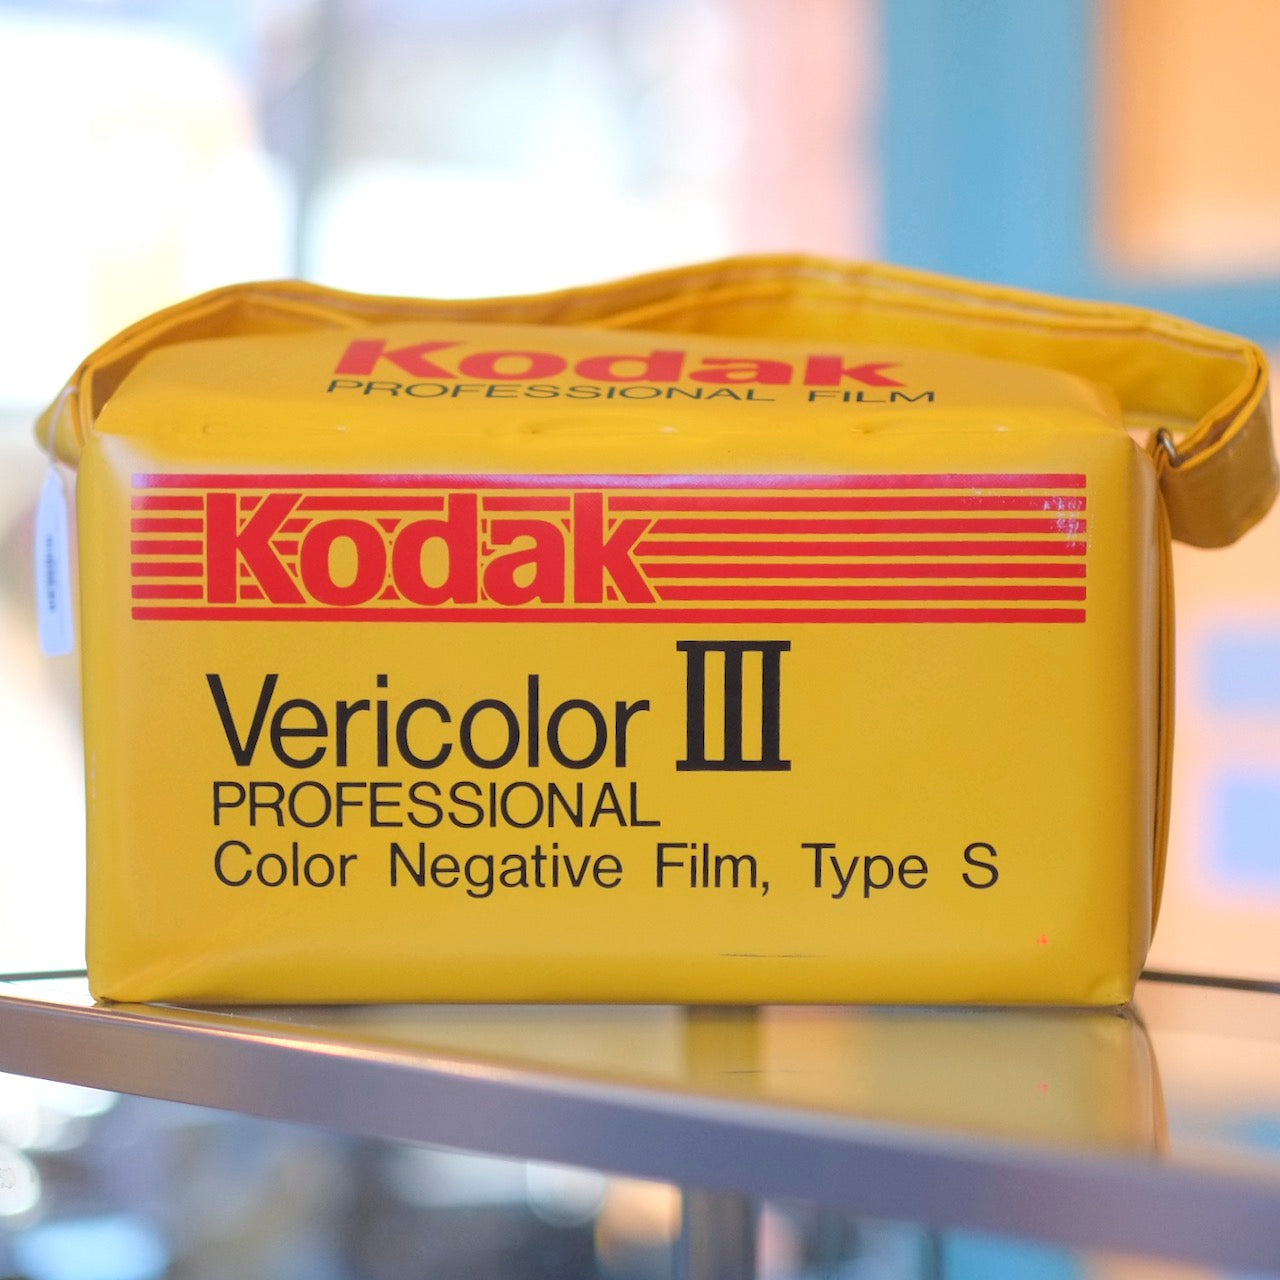 Kodak
PROFESSIONAL FILM
Kodak
Vericolor III
PROFESSIONAL
Color Negative Film, Type S